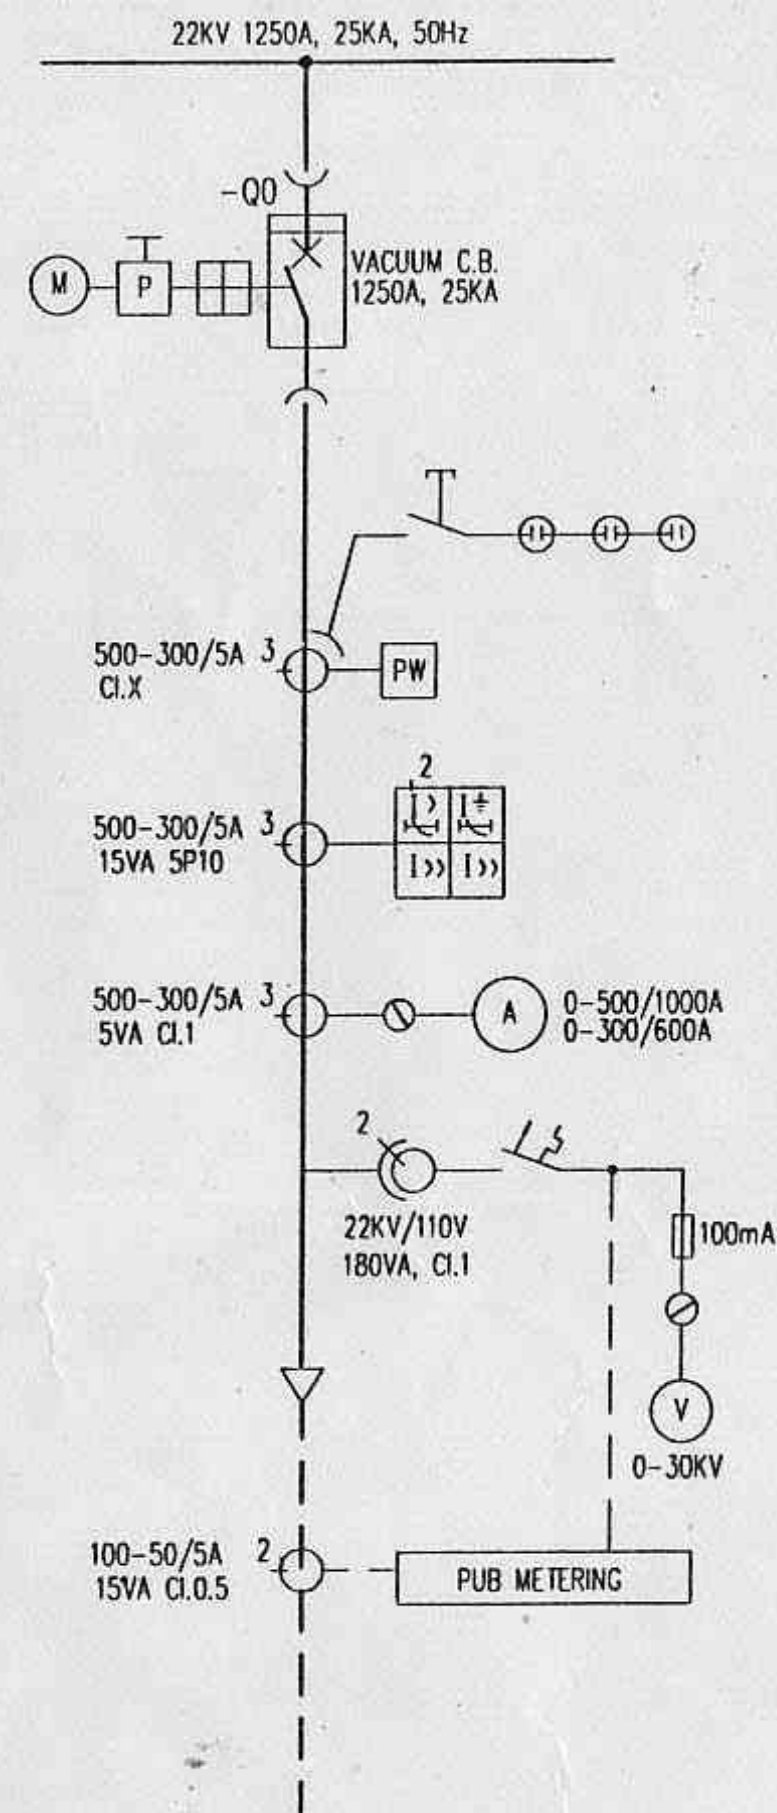 22KV 1250A, 25KA, 50Hz
-Q0
VACUUM C.B.
1250A, 25KA
M
P
500-300/5A 3
Cl.X
PW
2
500-300/5A 3
15VA 5P10
I>
I
I>>
I>>
500-300/5A 3
5VA Cl.1
A
0-500/1000A
0-300/600A
2
22KV/110V
180VA, Cl.1
100mA
V
0-30KV
100-50/5A 2
15VA Cl.0.5
PUB METERING